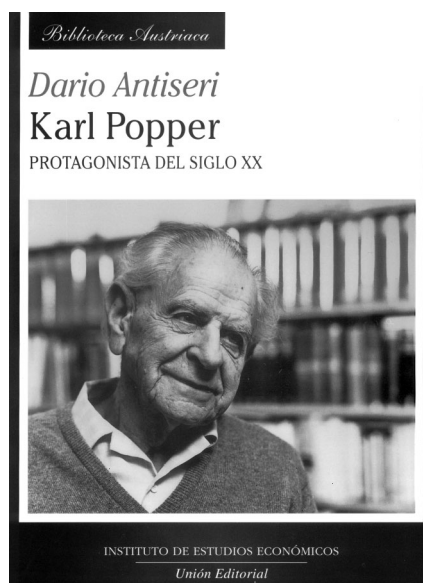 Biblioteca Austriaca
Dario Antiseri
Karl Popper
PROTAGONISTA DEL SIGLO XX
INSTITUTO DE ESTUDIOS ECONÓMICOS
Unión Editorial